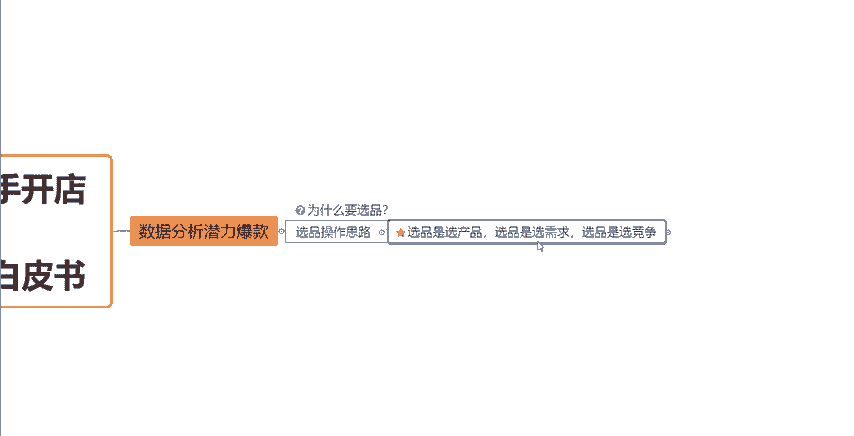 手开店
白皮书
数据分析潜力爆款
为什么要选品？
选品操作思路
选品是选产品，选品是选需求，选品是选竞争